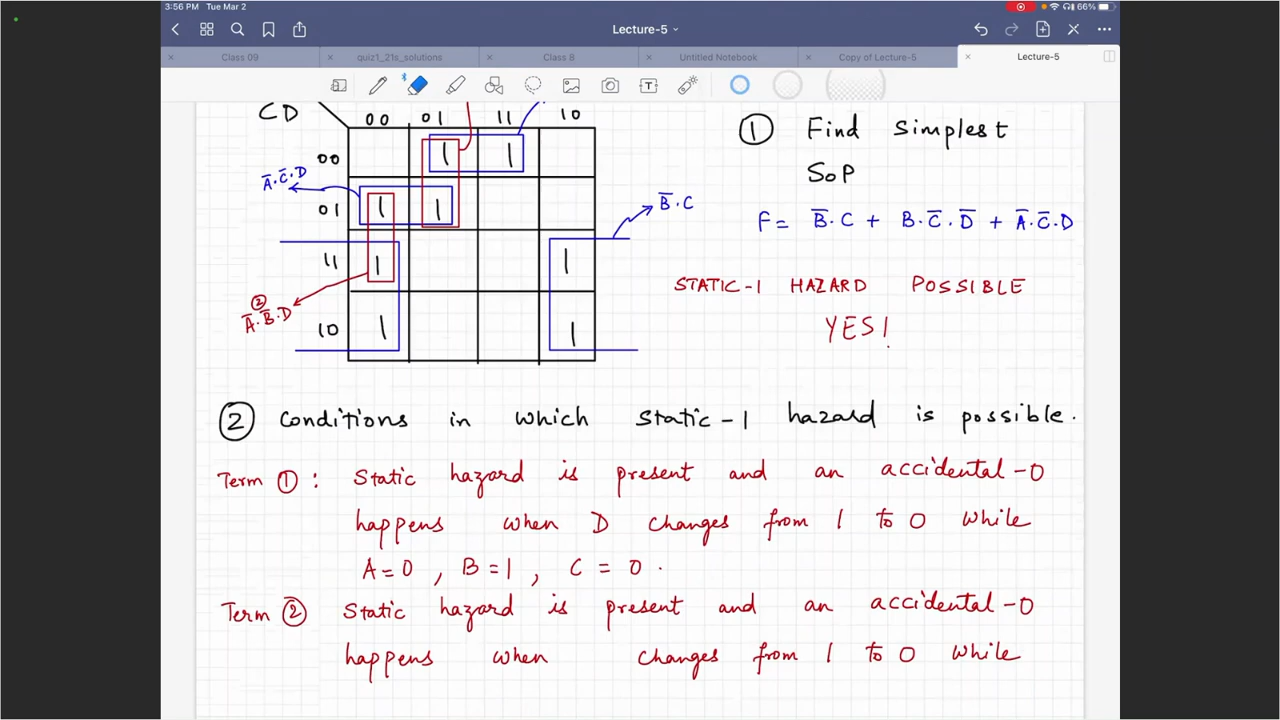 3:56 PM Tue Mar 2
66%
Lecture-5
Class 09
quiz1_21s_solutions
Class 8
Untitled Notebook
Copy of Lecture-5
Lecture-5
CD
00 01 11 10
00 1 1
01 1 1
11 1 1
10 1 1
A̅.C̅.D
B̅.C
②
A̅.B̅.D
① Find Simplest
SoP
F = B̅.C + B.C̅.D̅ + A̅.C̅.D
STATIC-1 HAZARD POSSIBLE
YES!
② Conditions in which Static-1 hazard is possible.
Term ① : Static hazard is present and an accidental-0
happens when D changes from 1 to 0 while
A=0, B=1, C=0.
Term ② Static hazard is present and an accidental-0
happens when changes from 1 to 0 while